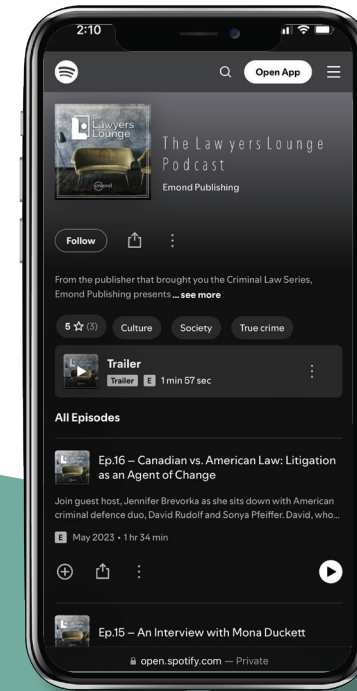 2:10
Open App
The
Lawyers
Lounge
emond
The Lawyers Lounge
Podcast
Emond Publishing
Follow
From the publisher that brought you the Criminal Law Series,
Emond Publishing presents ... see more
5 ☆ (3)
Culture
Society
True crime
Trailer
Trailer E 1 min 57 sec
All Episodes
Ep.16 – Canadian vs. American Law: Litigation
as an Agent of Change
Join guest host, Jennifer Brevorka as she sits down with American
criminal defence duo, David Rudolf and Sonya Pfeiffer. David, who...
E May 2023 • 1 hr 34 min
Ep.15 – An Interview with Mona Duckett
open.spotify.com — Private